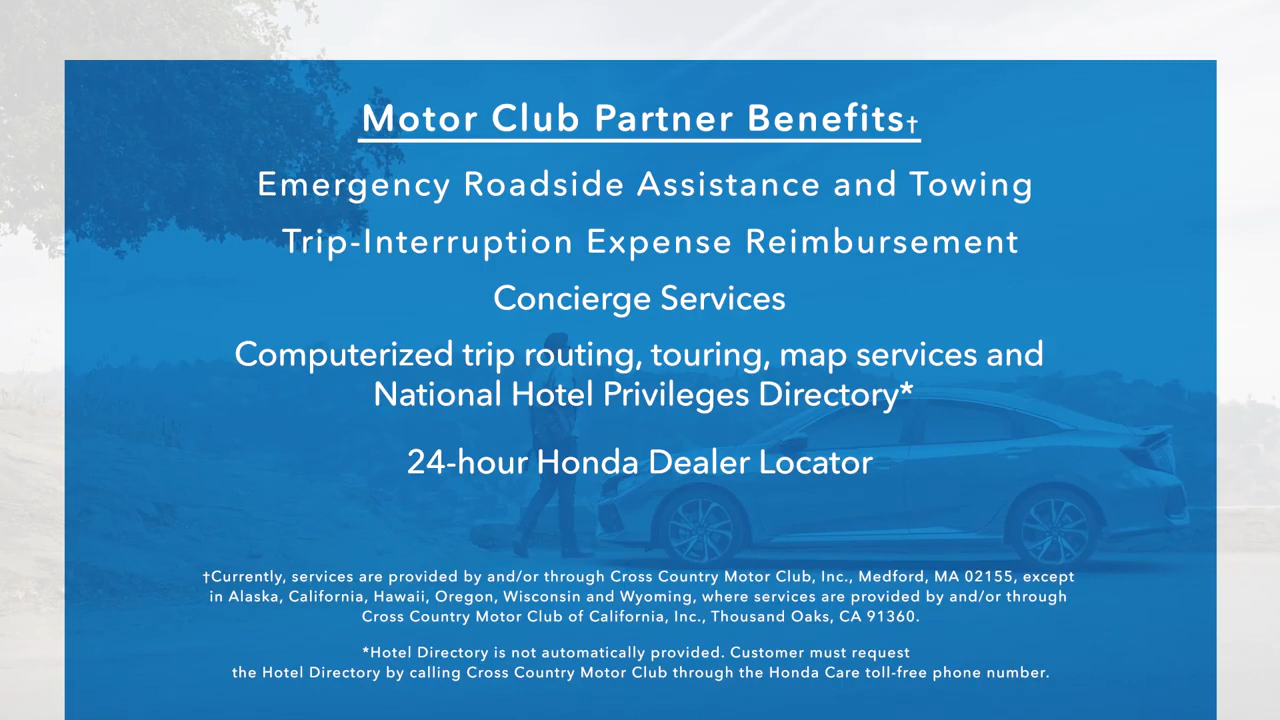 Motor Club Partner Benefits†
Emergency Roadside Assistance and Towing
Trip-Interruption Expense Reimbursement
Concierge Services
Computerized trip routing, touring, map services and
National Hotel Privileges Directory*
24-hour Honda Dealer Locator
†Currently, services are provided by and/or through Cross Country Motor Club, Inc., Medford, MA 02155, except
in Alaska, California, Hawaii, Oregon, Wisconsin and Wyoming, where services are provided by and/or through
Cross Country Motor Club of California, Inc., Thousand Oaks, CA 91360.
*Hotel Directory is not automatically provided. Customer must request
the Hotel Directory by calling Cross Country Motor Club through the Honda Care toll-free phone number.